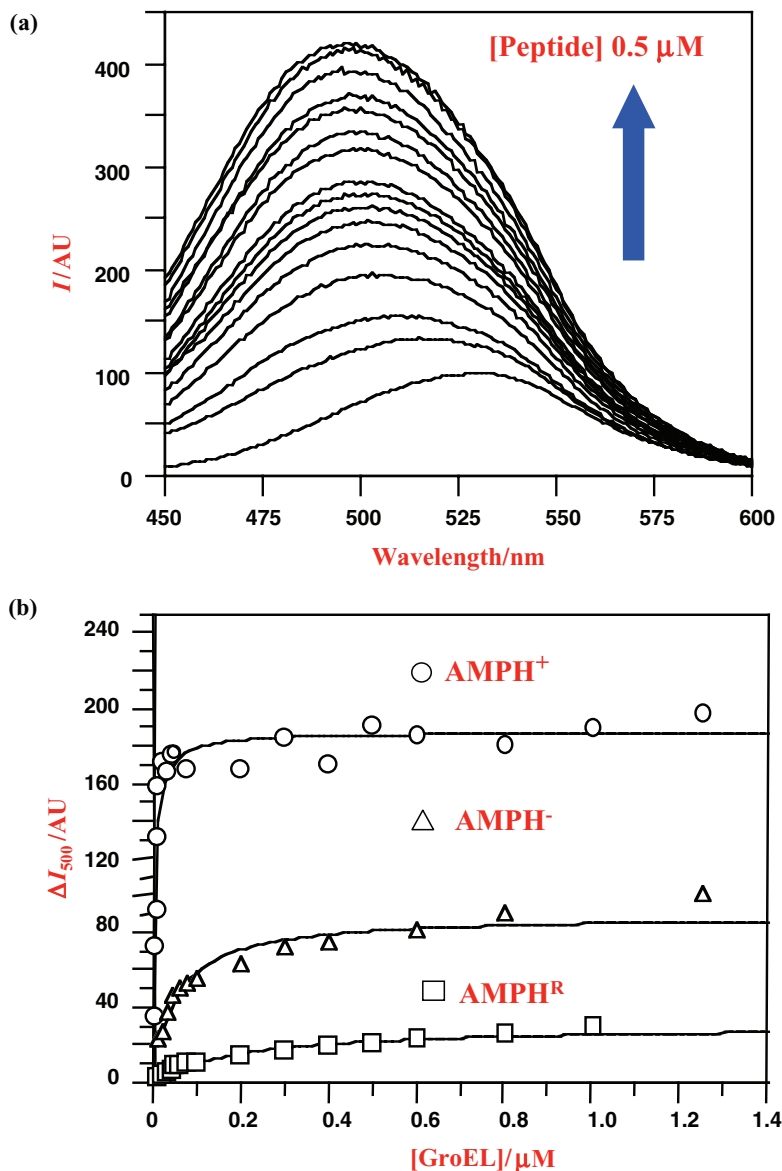 (a)
[Peptide] 0.5 μM
400
300
200
100
0
I/AU
450 475 500 525 550 575 600
Wavelength/nm
(b)
240
200
160
120
80
40
0
ΔI500/AU
AMPH+
AMPH-
AMPHR
0 0.2 0.4 0.6 0.8 1.0 1.2 1.4
[GroEL]/μM